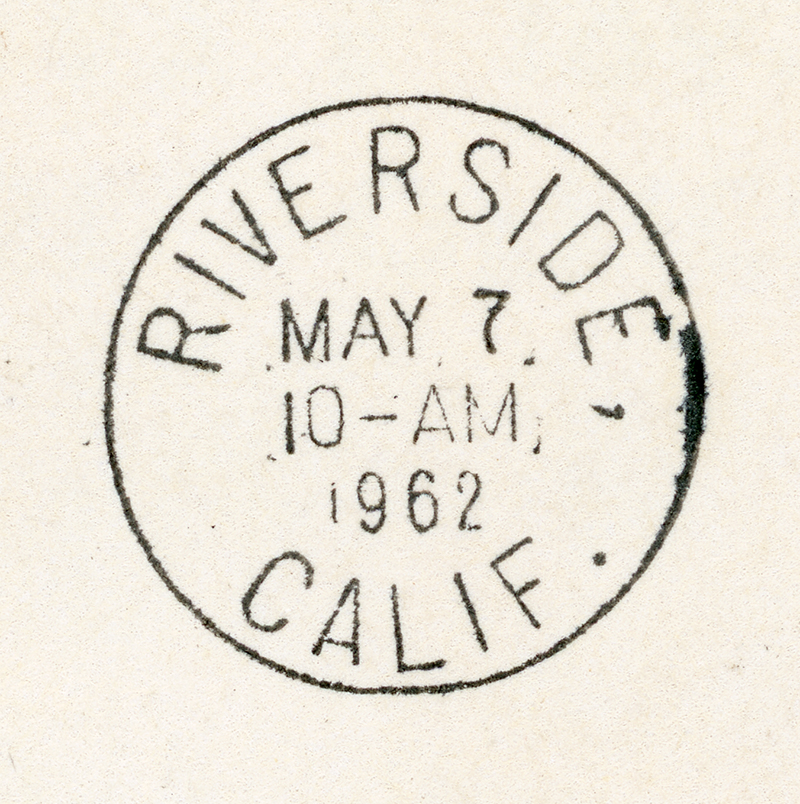 RIVERSIDE,
MAY 7
10-AM
1962
CALIF.